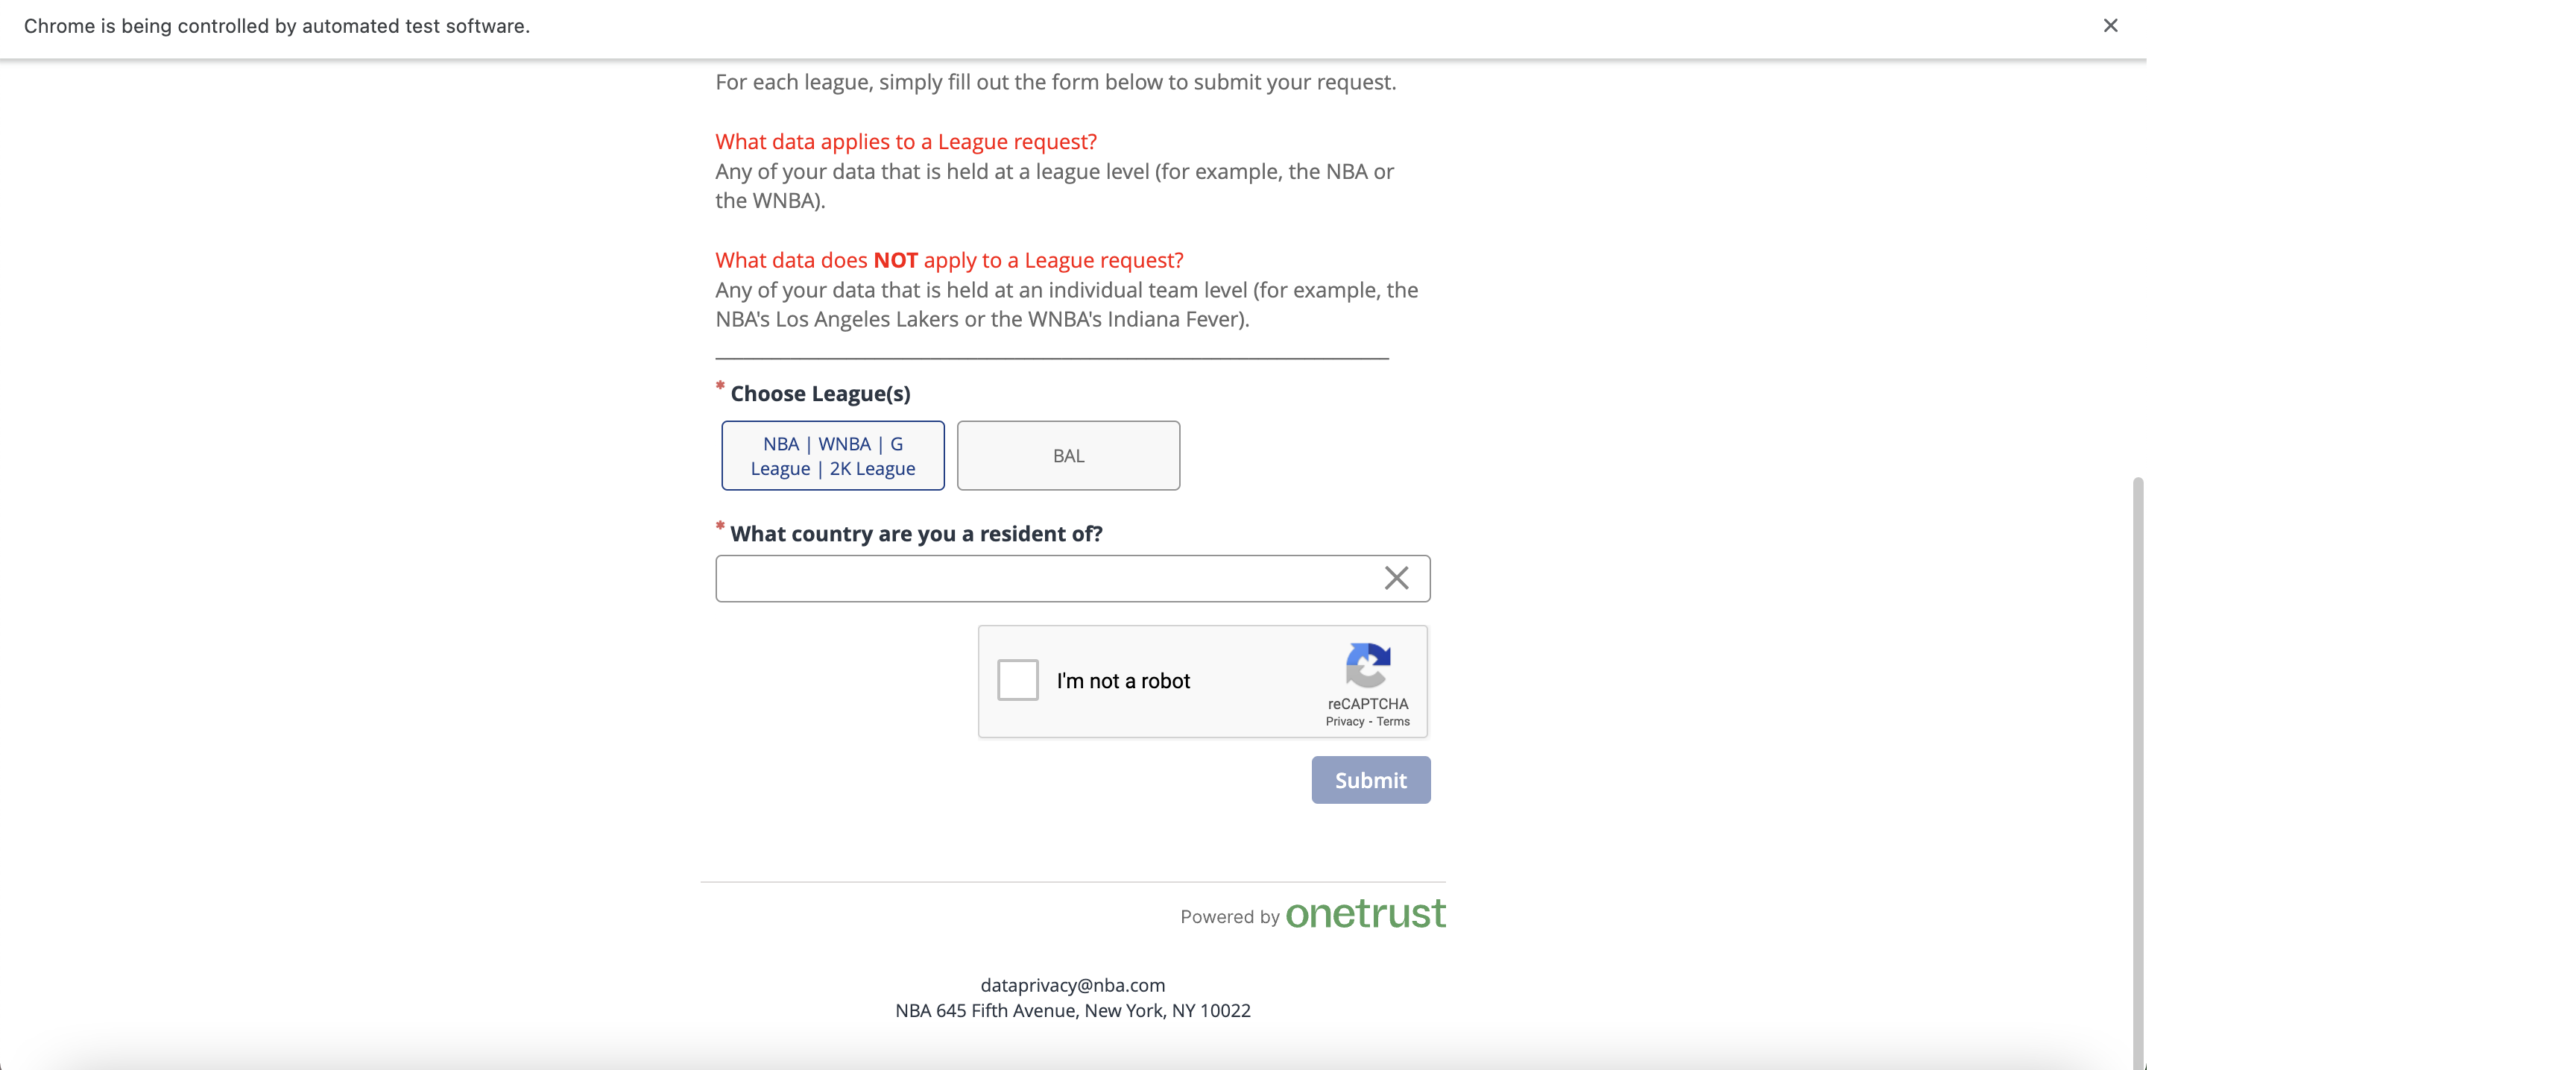 Chrome is being controlled by automated test software.
For each league, simply fill out the form below to submit your request.
What data applies to a League request?
Any of your data that is held at a league level (for example, the NBA or
the WNBA).
What data does NOT apply to a League request?
Any of your data that is held at an individual team level (for example, the
NBA's Los Angeles Lakers or the WNBA's Indiana Fever).
* Choose League(s)
NBA | WNBA | G
League | 2K League
BAL
* What country are you a resident of?
I'm not a robot
reCAPTCHA
Privacy - Terms
Submit
Powered by onetrust
dataprivacy@nba.com
NBA 645 Fifth Avenue, New York, NY 10022